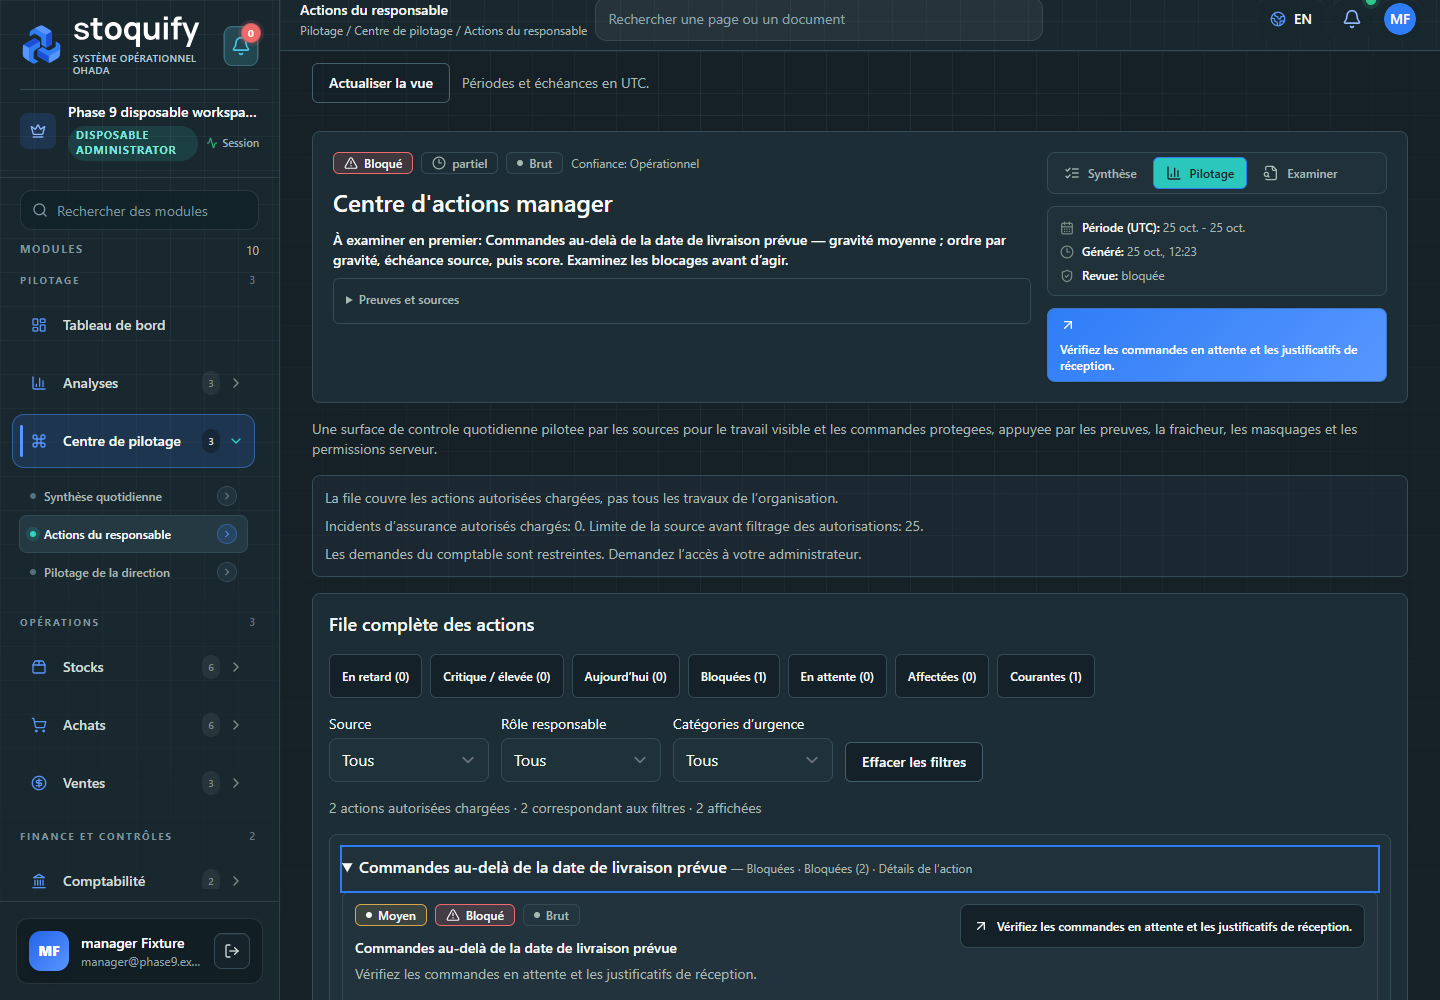 stoquify
SYSTÈME OPÉRATIONNEL
OHADA
0
Phase 9 disposable workspa...
DISPOSABLE
ADMINISTRATOR
Session
Rechercher des modules
MODULES 10
PILOTAGE 3
Tableau de bord
Analyses 3
Centre de pilotage 3
Synthèse quotidienne
Actions du responsable
Pilotage de la direction
OPÉRATIONS 3
Stocks 6
Achats 6
Ventes 3
FINANCE ET CONTRÔLES 2
Comptabilité 2
MF
manager Fixture
manager@phase9.ex...
Actions du responsable
Pilotage / Centre de pilotage / Actions du responsable
Rechercher une page ou un document
EN
MF
Actualiser la vue
Périodes et échéances en UTC.
Bloqué
partiel
Brut
Confiance: Opérationnel
Centre d'actions manager
À examiner en premier: Commandes au-delà de la date de livraison prévue — gravité moyenne ; ordre par
gravité, échéance source, puis score. Examinez les blocages avant d’agir.
Preuves et sources
Synthèse
Pilotage
Examiner
Période (UTC): 25 oct. - 25 oct.
Généré: 25 oct., 12:23
Revue: bloquée
Vérifiez les commandes en attente et les justificatifs de
réception.
Une surface de controle quotidienne pilotee par les sources pour le travail visible et les commandes protegees, appuyee par les preuves, la fraicheur, les masquages et les
permissions serveur.
La file couvre les actions autorisées chargées, pas tous les travaux de l’organisation.
Incidents d’assurance autorisés chargés: 0. Limite de la source avant filtrage des autorisations: 25.
Les demandes du comptable sont restreintes. Demandez l’accès à votre administrateur.
File complète des actions
En retard (0)
Critique / élevée (0)
Aujourd’hui (0)
Bloquées (1)
En attente (0)
Affectées (0)
Courantes (1)
Source
Rôle responsable
Catégories d’urgence
Tous
Tous
Tous
Effacer les filtres
2 actions autorisées chargées · 2 correspondant aux filtres · 2 affichées
Commandes au-delà de la date de livraison prévue — Bloquées · Bloquées (2) · Détails de l’action
Moyen
Bloqué
Brut
Vérifiez les commandes en attente et les justificatifs de réception.
Commandes au-delà de la date de livraison prévue
Vérifiez les commandes en attente et les justificatifs de réception.